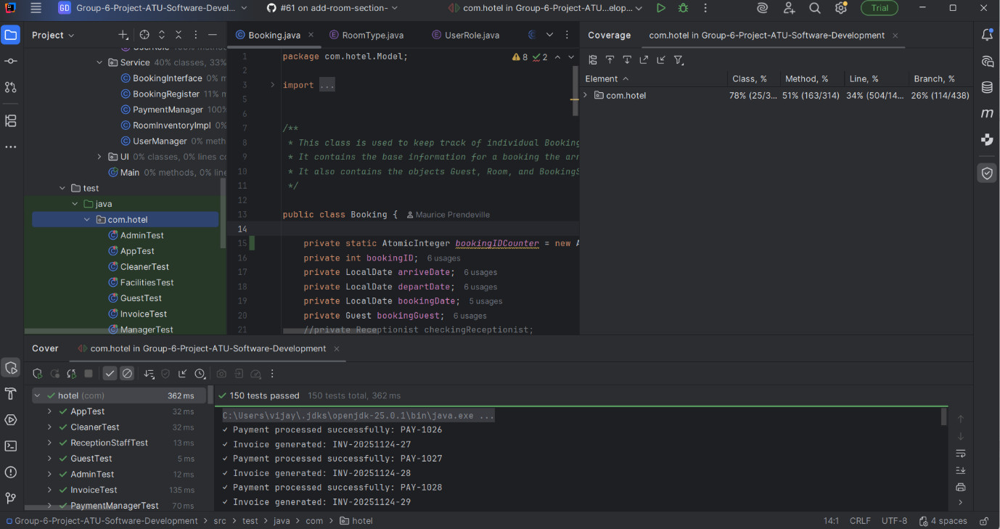 GD Group-6-Project-ATU-Software-Devel... #61 on add-room-section- com.hotel in Group-6-Project-ATU...elop... Trial
Project
UserRole 100% metho
Service 40% classes, 33%
BookingInterface 0% m
BookingRegister 11% m
PaymentManager 100%
RoomInventoryImpl 0%
UserManager 0% meth
UI 0% classes, 0% lines co
Main 0% methods, 0% line
test
java
com.hotel
AdminTest
AppTest
CleanerTest
FacilitiesTest
GuestTest
InvoiceTest
ManagerTest
Booking.java RoomType.java UserRole.java
8 2
1 package com.hotel.Model;
2
3 import ...
5
6
7 /**
8 * This class is used to keep track of individual Booking
9 * It contains the base information for a booking the arr
10 * It also contains the objects Guest, Room, and BookingS
11 */
12
13 public class Booking { Maurice Prendeville
14
15 private static AtomicInteger bookingIDCounter = new A
16 private int bookingID; 6 usages
17 private LocalDate arriveDate; 6 usages
18 private LocalDate departDate; 6 usages
19 private LocalDate bookingDate; 5 usages
20 private Guest bookingGuest; 6 usages
21 //private Receptionist checkingReceptionist;
Coverage com.hotel in Group-6-Project-ATU-Software-Development
Element Class, % Method, % Line, % Branch, %
com.hotel 78% (25/3... 51% (163/314) 34% (504/14... 26% (114/438)
m
Cover com.hotel in Group-6-Project-ATU-Software-Development
hotel (com) 362 ms
AppTest 32 ms
CleanerTest 32 ms
ReceptionStaffTest 13 ms
GuestTest 5 ms
AdminTest 12 ms
InvoiceTest 135 ms
PaymentManagerTest 70 ms
150 tests passed 150 tests total, 362 ms
C:\Users\vijay\.jdks\openjdk-25.0.1\bin\java.exe ...
✓ Payment processed successfully: PAY-1026
✓ Invoice generated: INV-20251124-27
✓ Payment processed successfully: PAY-1027
✓ Invoice generated: INV-20251124-28
✓ Payment processed successfully: PAY-1028
✓ Invoice generated: INV-20251124-29
Group-6-Project-ATU-Software-Development > src > test > java > com > hotel 14:1 CRLF UTF-8 4 spaces